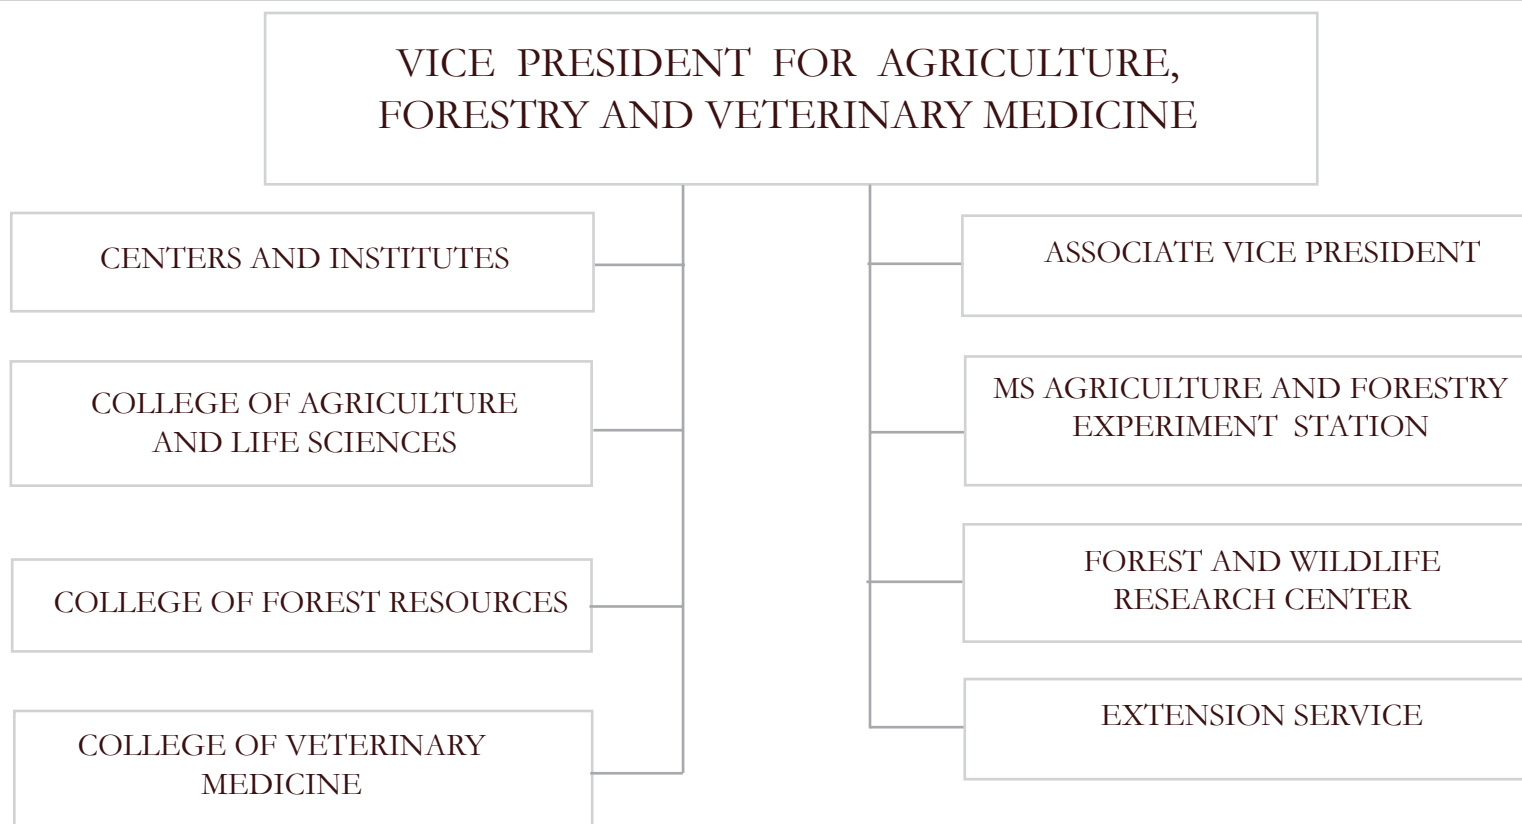 VICE PRESIDENT FOR AGRICULTURE,
FORESTRY AND VETERINARY MEDICINE
CENTERS AND INSTITUTES
COLLEGE OF AGRICULTURE
AND LIFE SCIENCES
COLLEGE OF FOREST RESOURCES
COLLEGE OF VETERINARY
MEDICINE
ASSOCIATE VICE PRESIDENT
MS AGRICULTURE AND FORESTRY
EXPERIMENT STATION
FOREST AND WILDLIFE
RESEARCH CENTER
EXTENSION SERVICE